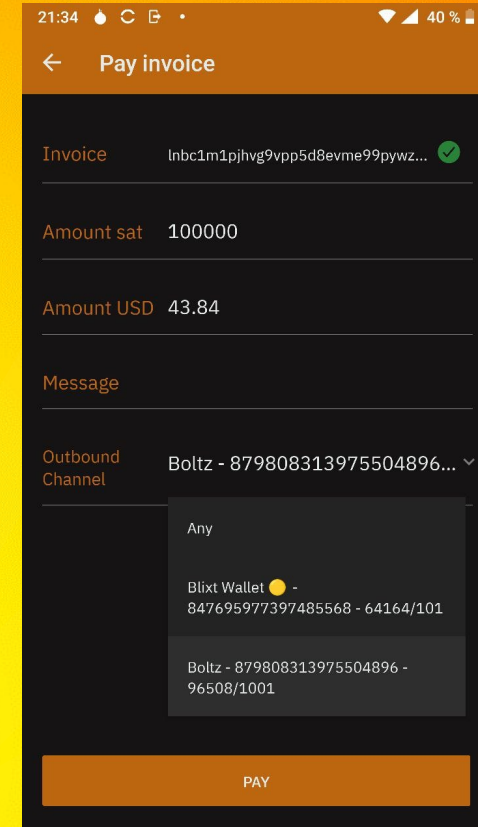 21:34 40 %
Pay invoice
Invoice lnbc1m1pjhvg9vpp5d8evme99pywz...
Amount sat 100000
Amount USD 43.84
Message
Outbound
Channel
Boltz - 879808313975504896...
Any
Blixt Wallet 🟡 -
847695977397485568 - 64164/101
Boltz - 879808313975504896 -
96508/1001
PAY